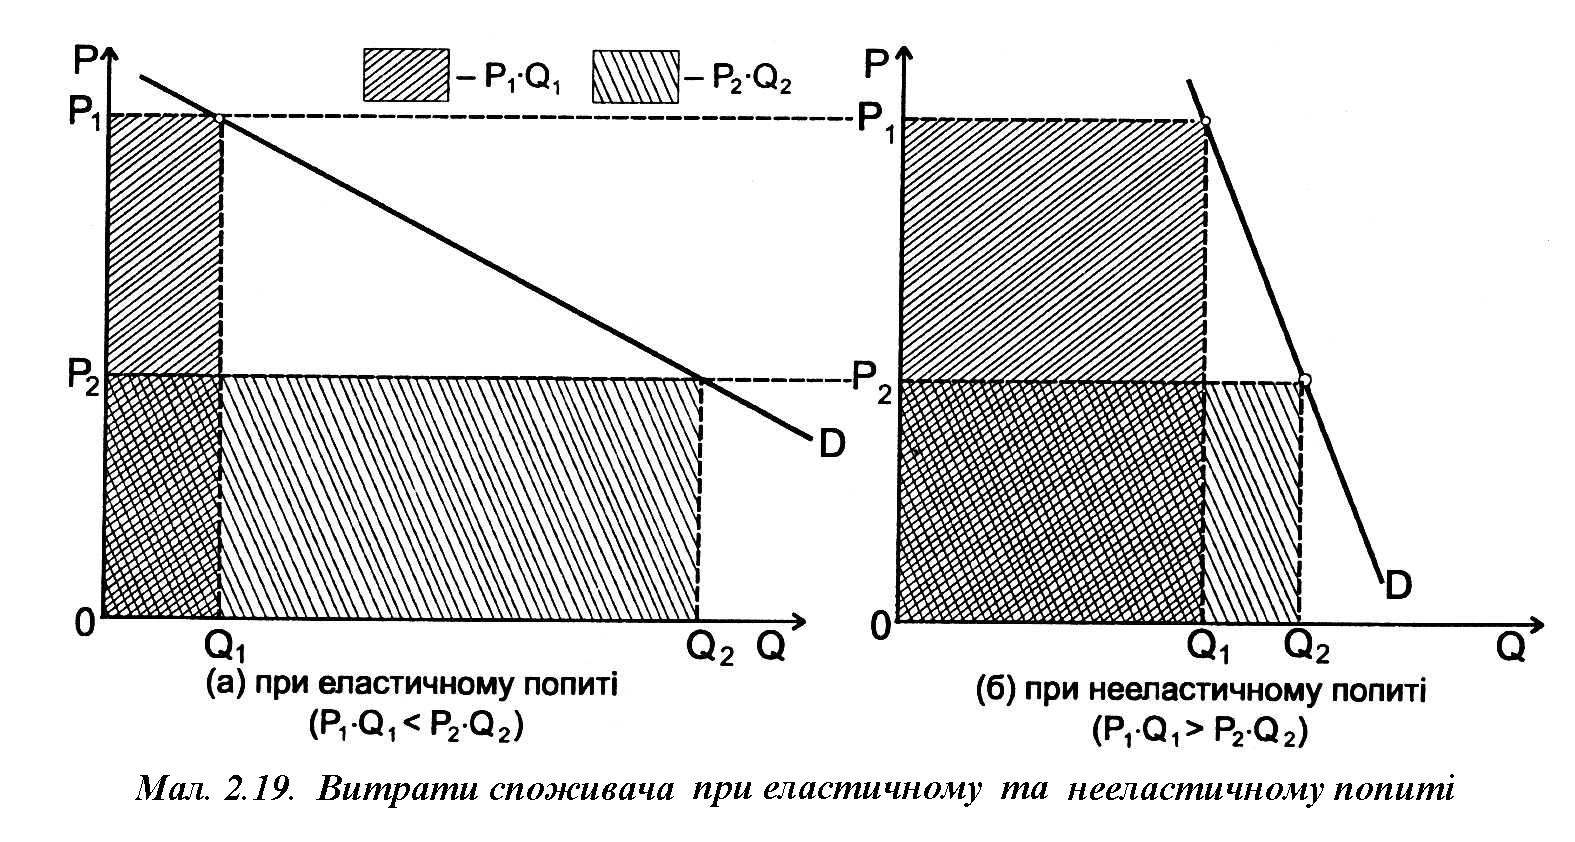 P
P₁
– P₁·Q₁
– P₂·Q₂
P₂
D
0
Q₁
Q₂
Q
(а) при еластичному попиті
(P₁·Q₁ < P₂·Q₂)
P
P₁
P₂
D
0
Q₁
Q₂
Q
(б) при нееластичному попиті
(P₁·Q₁ > P₂·Q₂)
Мал. 2.19. Витрати споживача при еластичному та нееластичному попиті